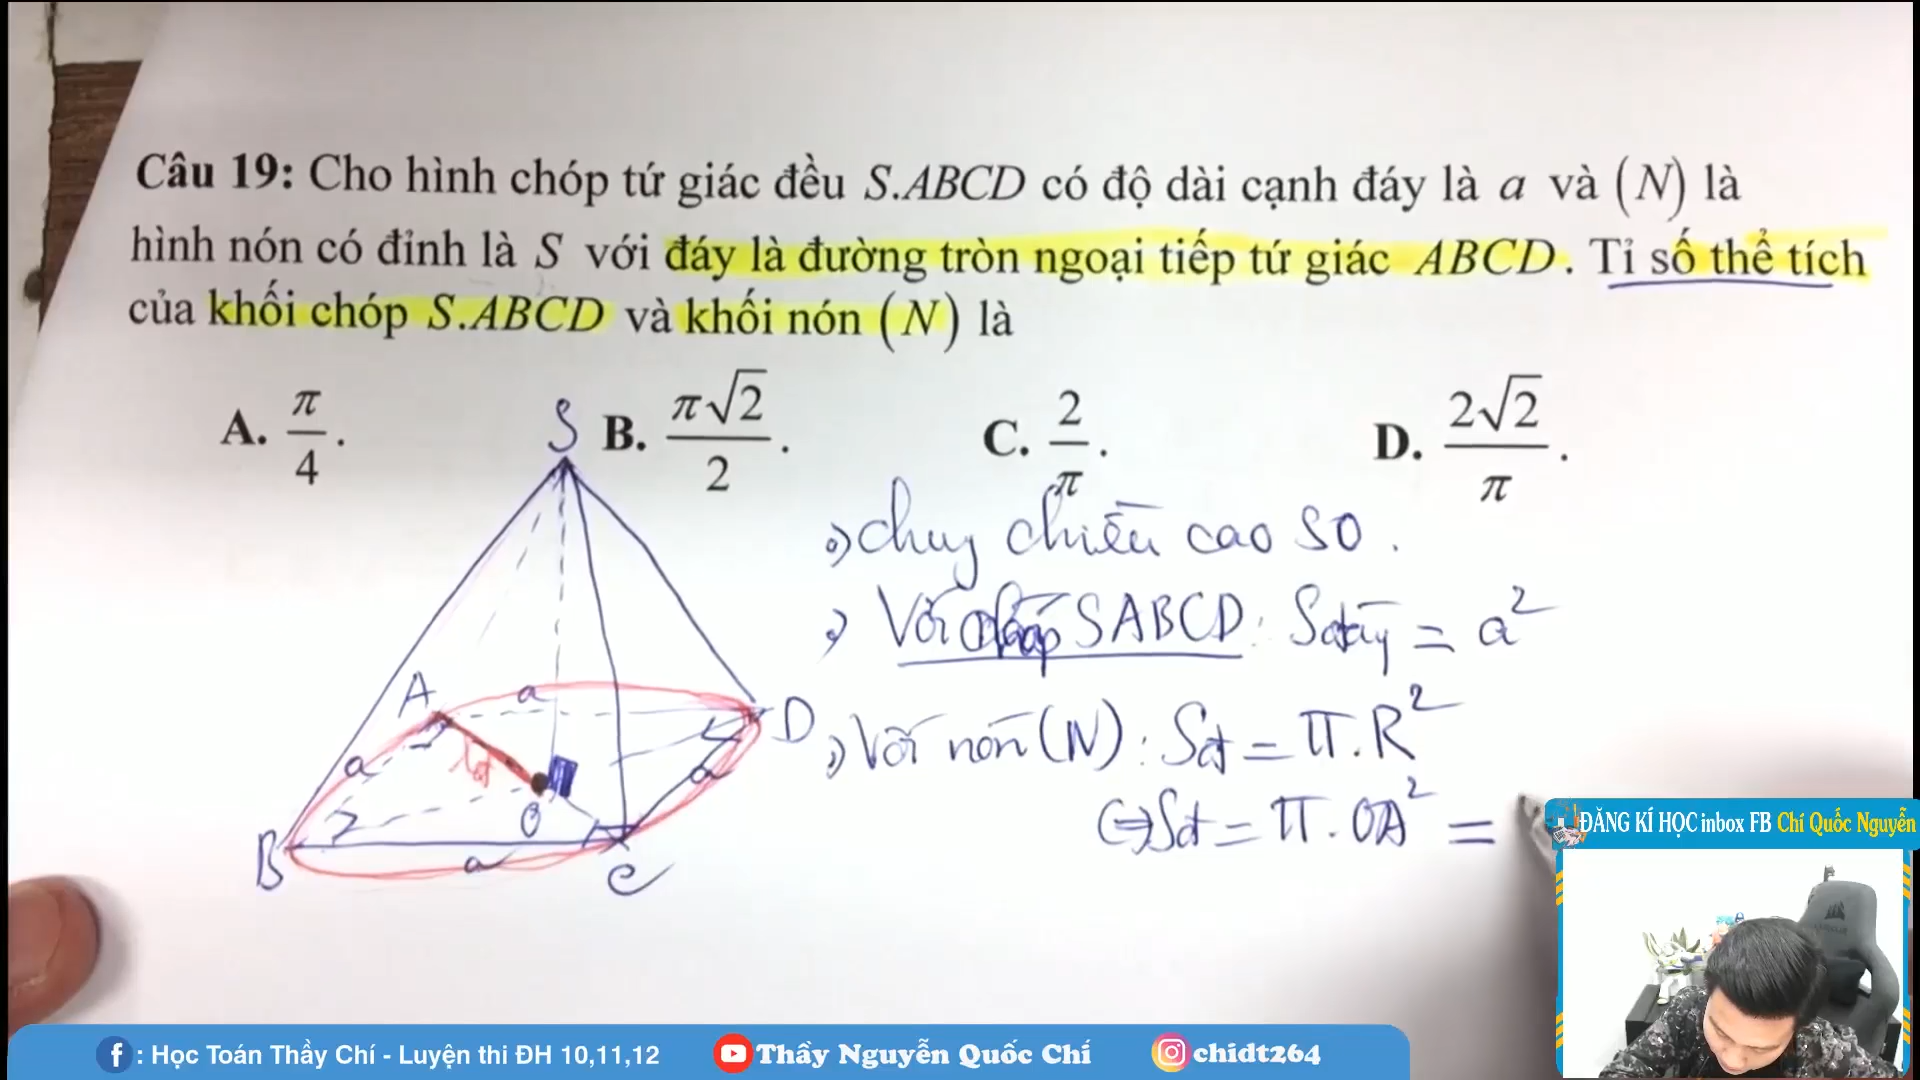 Câu 19: Cho hình chóp tứ giác đều S.ABCD có độ dài cạnh đáy là a và (N) là
hình nón có đỉnh là S với đáy là đường tròn ngoại tiếp tứ giác ABCD. Tỉ số thể tích
của khối chóp S.ABCD và khối nón (N) là
A. π/4. B. π√2/2. C. 2/π. D. 2√2/π.
S
A
a
D
a
a
O
B
a
C
chung chiều cao SO.
Với chóp SABCD: Sđáy = a²
Với nón (N): Sđ = π.R²
⇔ Sđ = π.OA² =
ĐĂNG KÍ HỌC inbox FB Chí Quốc Nguyễn
f : Học Toán Thầy Chí - Luyện thi ĐH 10,11,12
Thầy Nguyễn Quốc Chí
chidt264